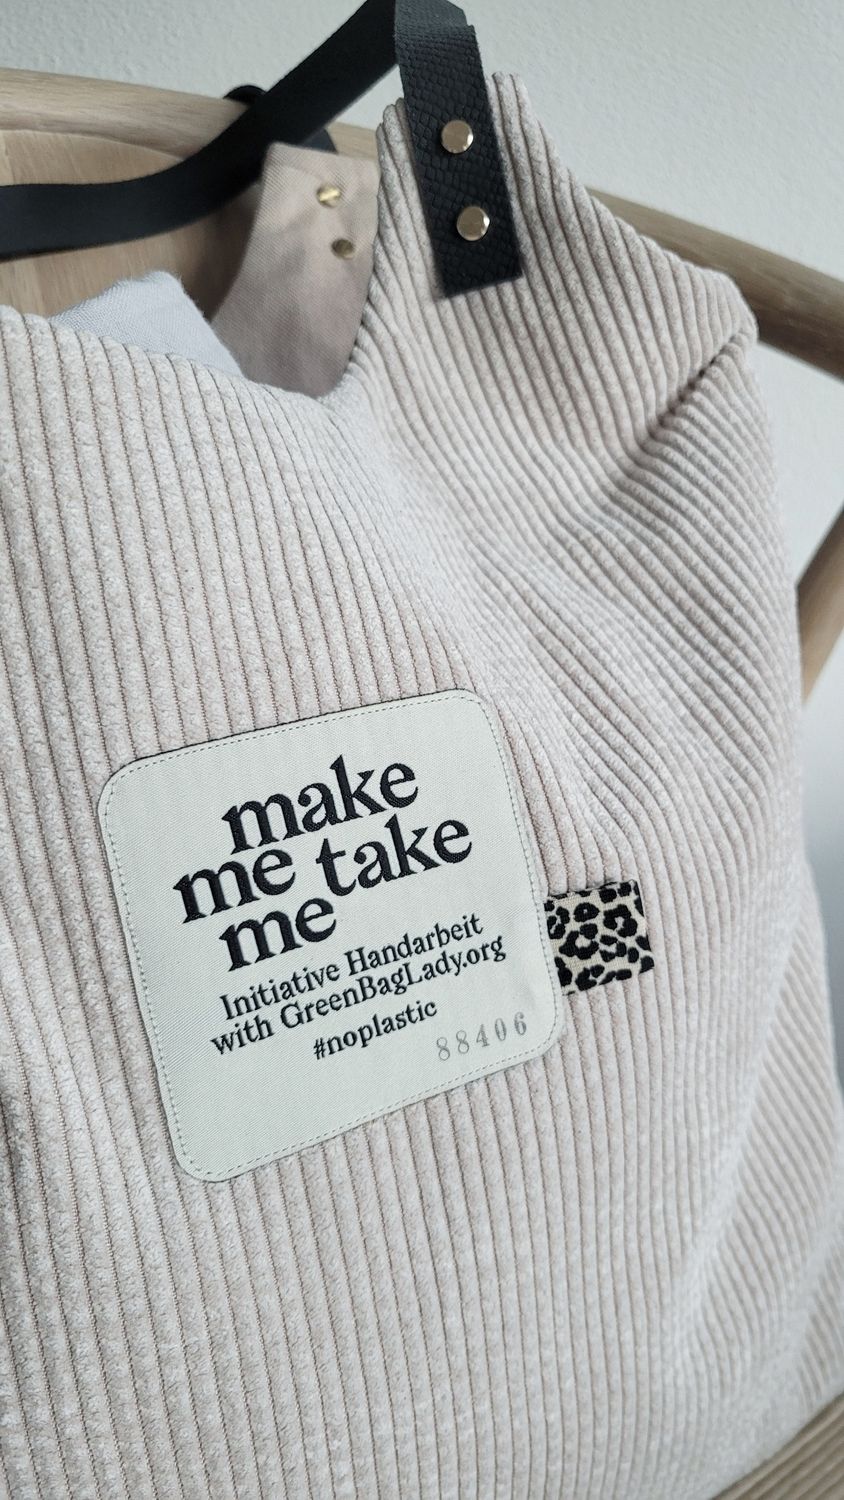 make
me take
me
Initiative Handarbeit
with GreenBagLady.org
#noplastic
88406